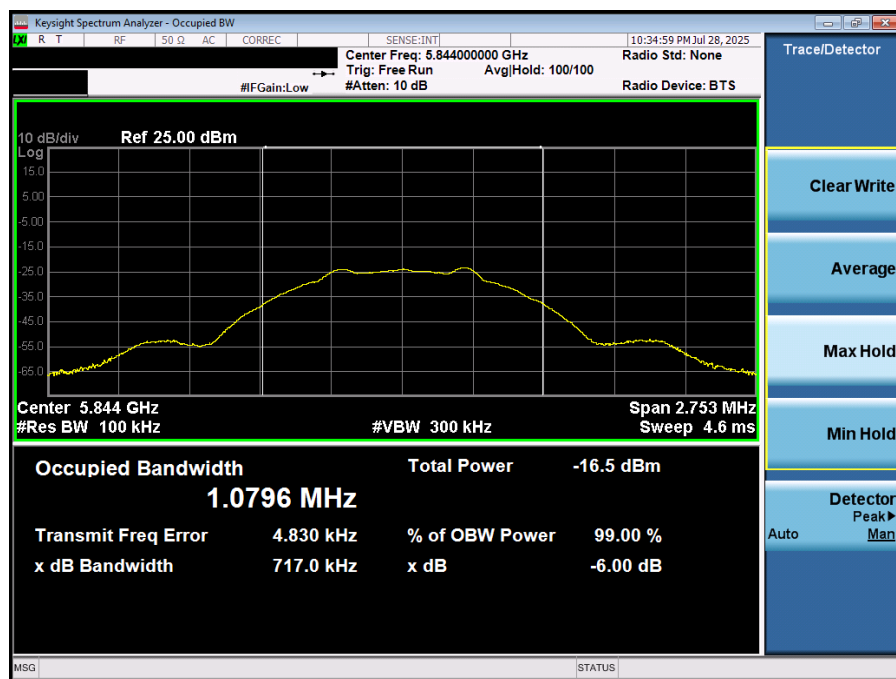 Keysight Spectrum Analyzer - Occupied BW
LXI R T RF 50 Ω AC CORREC SENSE:INT 10:34:59 PM Jul 28, 2025
Center Freq: 5.844000000 GHz Radio Std: None
Trig: Free Run Avg|Hold: 100/100
#IFGain:Low #Atten: 10 dB Radio Device: BTS
Trace/Detector
10 dB/div Ref 25.00 dBm
Log
15.0
5.00
-5.00
-15.0
-25.0
-35.0
-45.0
-55.0
-65.0
Center 5.844 GHz Span 2.753 MHz
#Res BW 100 kHz #VBW 300 kHz Sweep 4.6 ms
Occupied Bandwidth Total Power -16.5 dBm
1.0796 MHz
Transmit Freq Error 4.830 kHz % of OBW Power 99.00 %
x dB Bandwidth 717.0 kHz x dB -6.00 dB
Clear Write
Average
Max Hold
Min Hold
Detector
Peak▶
Auto Man
MSG STATUS